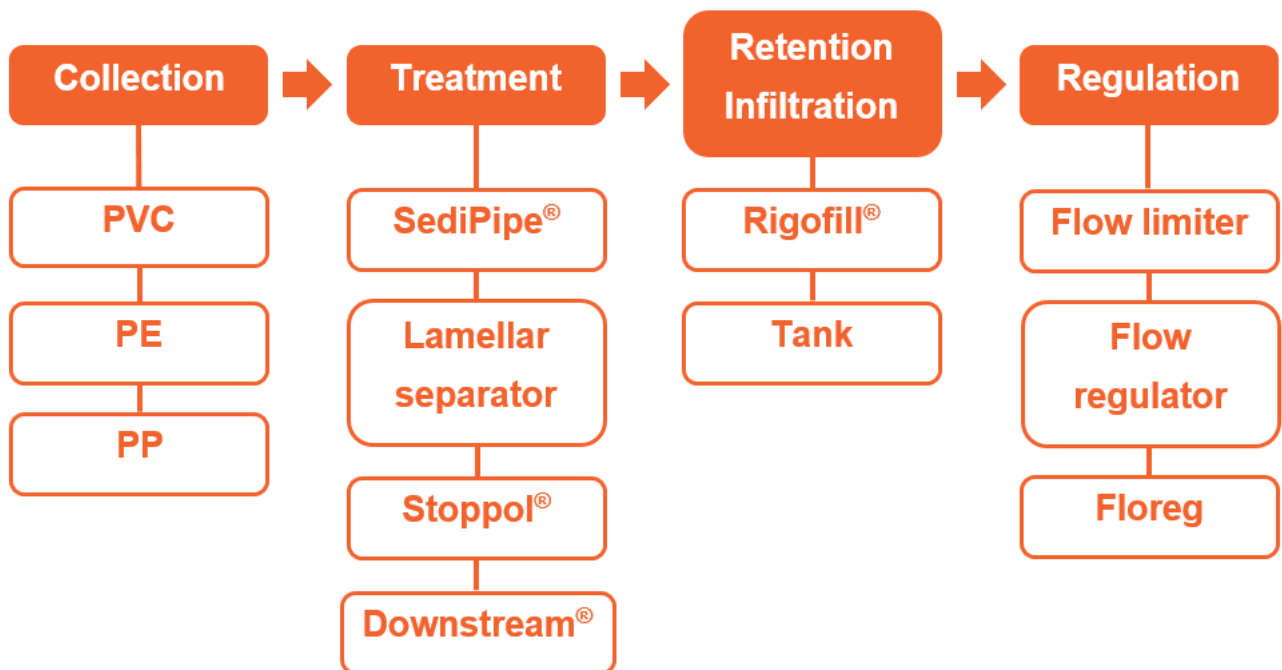 Collection
Treatment
Retention
Infiltration
Regulation
PVC
PE
PP
SediPipe®
Lamellar
separator
Stoppol®
Downstream®
Rigofill®
Tank
Flow limiter
Flow
regulator
Floreg